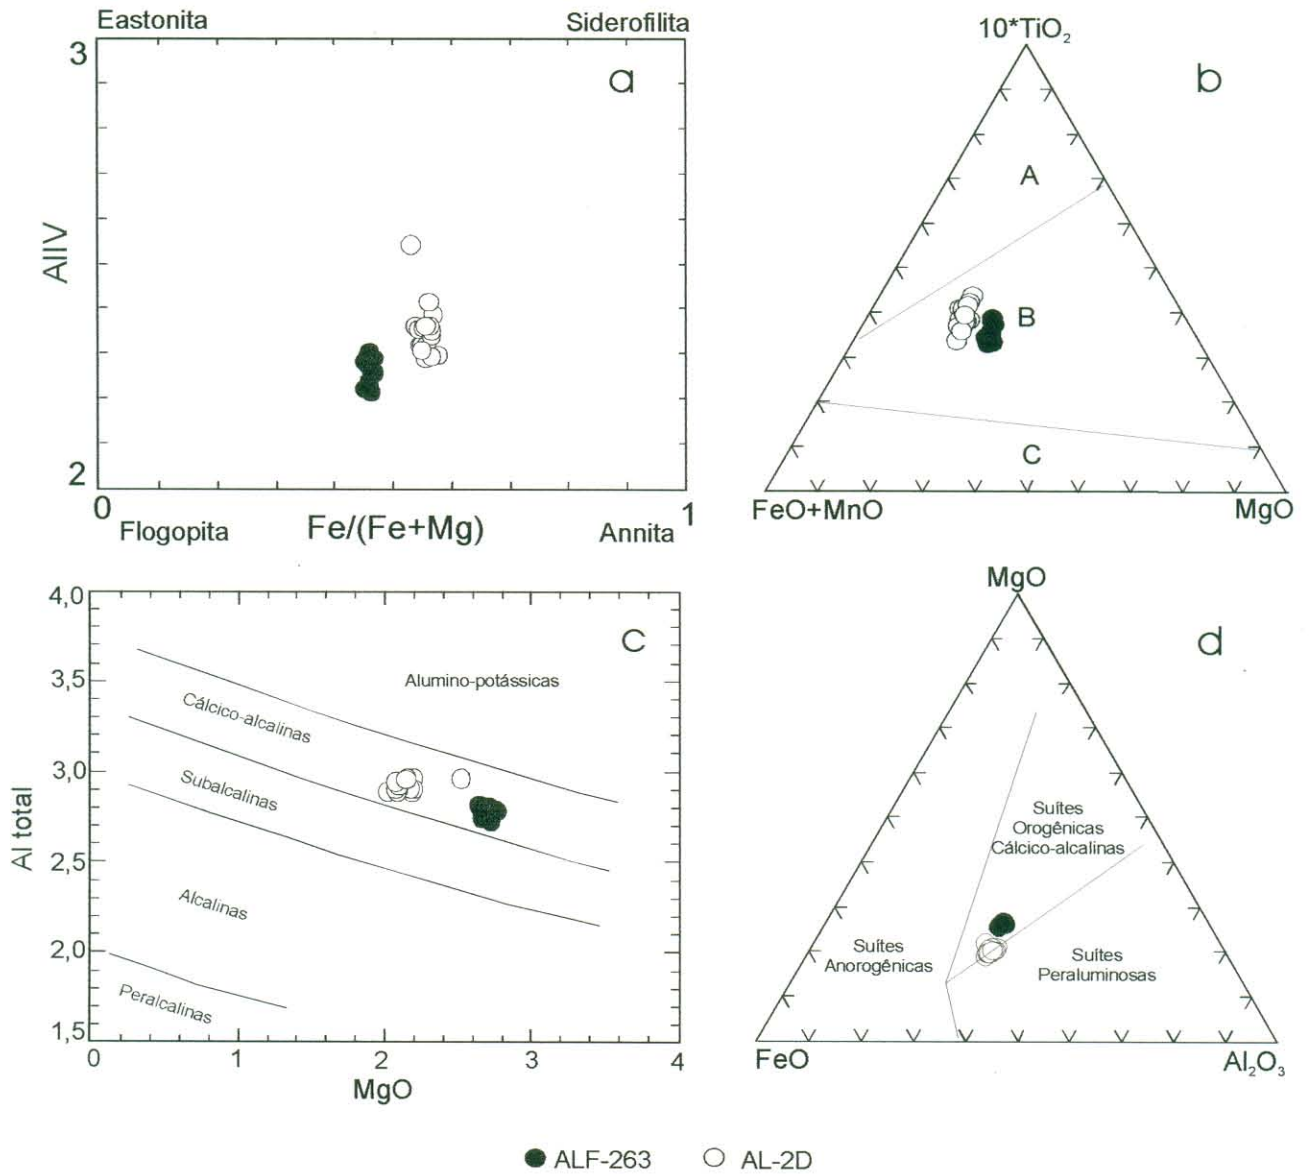 Eastonita
Siderofilita
3
a
AlIV
2
0
1
Flogopita
Fe/(Fe+Mg)
Annita
10*TiO₂
b
A
B
C
FeO+MnO
MgO
4,0
c
3,5
Alumino-potássicas
Cálcico-alcalinas
3,0
Subalcalinas
Al total
2,5
Alcalinas
2,0
Peralcalinas
1,5
0
1
2
3
4
MgO
MgO
d
Suítes
Orogênicas
Cálcico-alcalinas
Suítes
Anorogênicas
Suítes
Peraluminosas
FeO
Al₂O₃
ALF-263
AL-2D